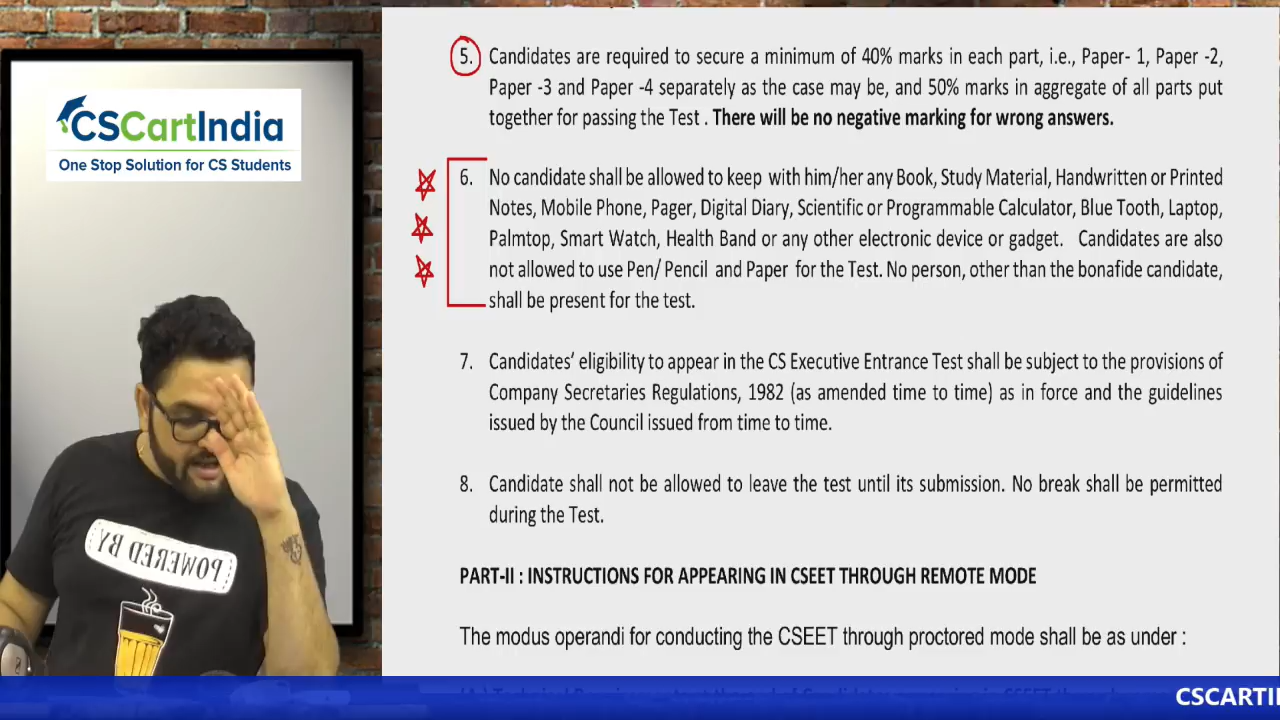 CSCartIndia
One Stop Solution for CS Students
POWERED BY
5. Candidates are required to secure a minimum of 40% marks in each part, i.e., Paper- 1, Paper -2,
Paper -3 and Paper -4 separately as the case may be, and 50% marks in aggregate of all parts put
together for passing the Test . There will be no negative marking for wrong answers.
6. No candidate shall be allowed to keep with him/her any Book, Study Material, Handwritten or Printed
Notes, Mobile Phone, Pager, Digital Diary, Scientific or Programmable Calculator, Blue Tooth, Laptop,
Palmtop, Smart Watch, Health Band or any other electronic device or gadget. Candidates are also
not allowed to use Pen/ Pencil and Paper for the Test. No person, other than the bonafide candidate,
shall be present for the test.
7. Candidates' eligibility to appear in the CS Executive Entrance Test shall be subject to the provisions of
Company Secretaries Regulations, 1982 (as amended time to time) as in force and the guidelines
issued by the Council issued from time to time.
8. Candidate shall not be allowed to leave the test until its submission. No break shall be permitted
during the Test.
PART-II : INSTRUCTIONS FOR APPEARING IN CSEET THROUGH REMOTE MODE
The modus operandi for conducting the CSEET through proctored mode shall be as under :
CSCARTI